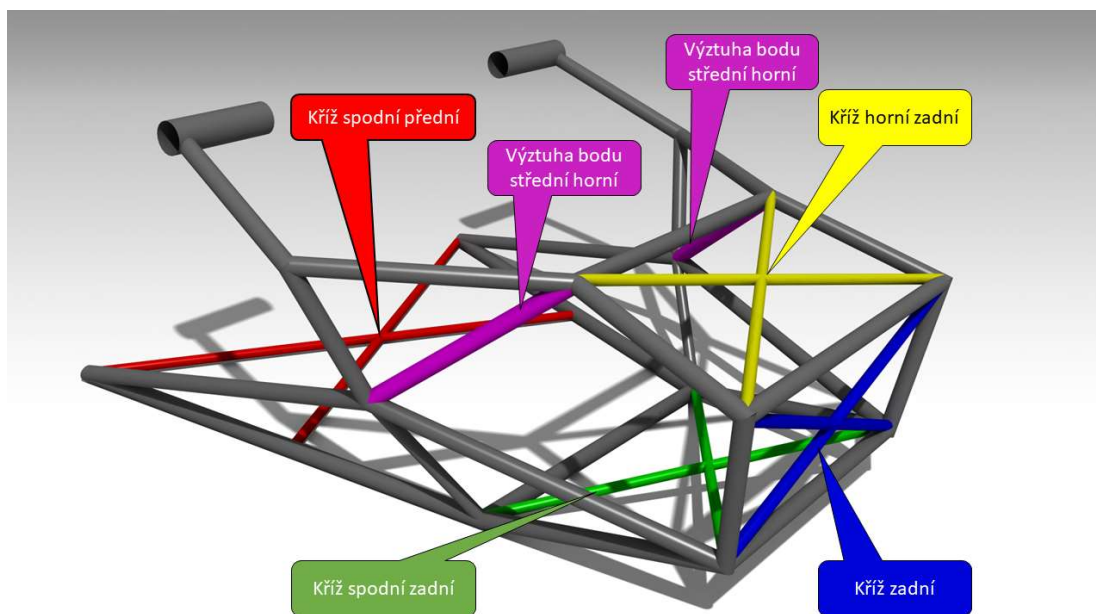 Výztuha bodu
střední horní
Kříž spodní přední
Kříž horní zadní
Výztuha bodu
střední horní
Kříž spodní zadní
Kříž zadní